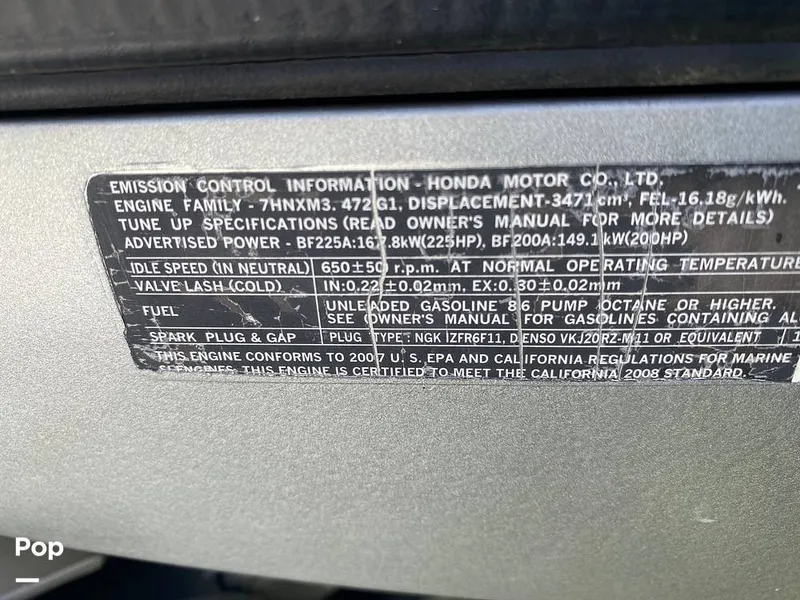 EMISSION CONTROL INFORMATION - HONDA MOTOR CO., LTD.
ENGINE FAMILY - 7HNXM3. 472G1, DISPLACEMENT-3471 cm³, FEL-16.18g/kWh.
TUNE UP SPECIFICATIONS (READ OWNER'S MANUAL FOR MORE DETAILS)
ADVERTISED POWER - BF225A:167.8kW(225HP), BF200A:149.1kW(200HP)
IDLE SPEED (IN NEUTRAL) 650±50 r.p.m. AT NORMAL OPERATING TEMPERATURE
VALVE LASH (COLD) IN:0.22±0.02mm, EX:0.30±0.02mm
FUEL UNLEADED GASOLINE 86 PUMP OCTANE OR HIGHER.
SEE OWNER'S MANUAL FOR GASOLINES CONTAINING AL
SPARK PLUG & GAP PLUG TYPE : NGK IZFR6F11, DENSO VKJ20RZ-M11 OR EQUIVALENT / 1
THIS ENGINE CONFORMS TO 2007 U.S. EPA AND CALIFORNIA REGULATIONS FOR MARINE
SI ENGINES. THIS ENGINE IS CERTIFIED TO MEET THE CALIFORNIA 2008 STANDARD.
Pop